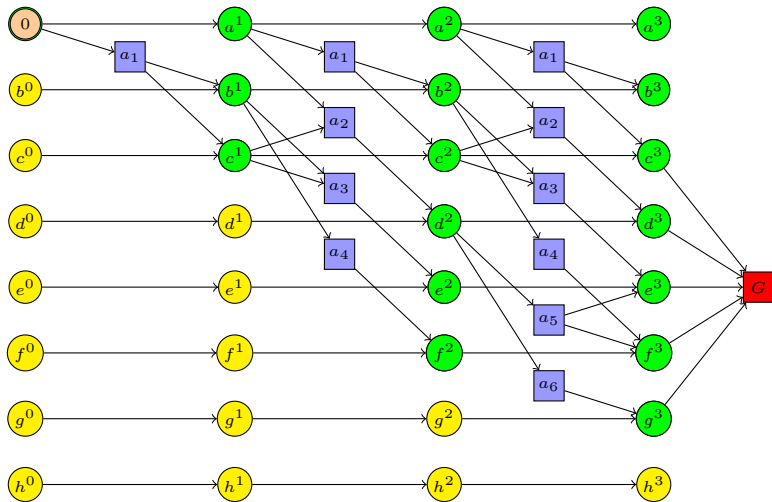 0 a¹ a² a³
a₁ a₁ a₁
b⁰ b¹ b² b³
a₂ a₂
c⁰ c¹ c² c³
a₃ a₃
d⁰ d¹ d² d³
a₄ a₄
e⁰ e¹ e² e³ G
a₅
f⁰ f¹ f² f³
a₆
g⁰ g¹ g² g³
h⁰ h¹ h² h³